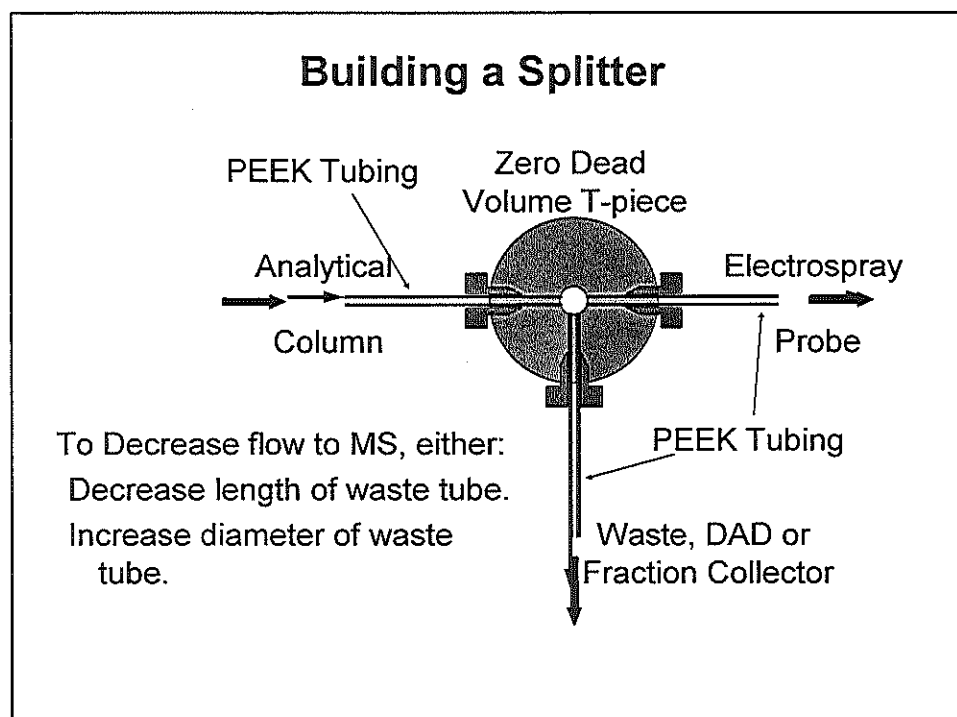 Building a Splitter
PEEK Tubing
Zero Dead
Volume T-piece
Analytical
Column
Electrospray
Probe
PEEK Tubing
To Decrease flow to MS, either:
Decrease length of waste tube.
Increase diameter of waste
tube.
Waste, DAD or
Fraction Collector